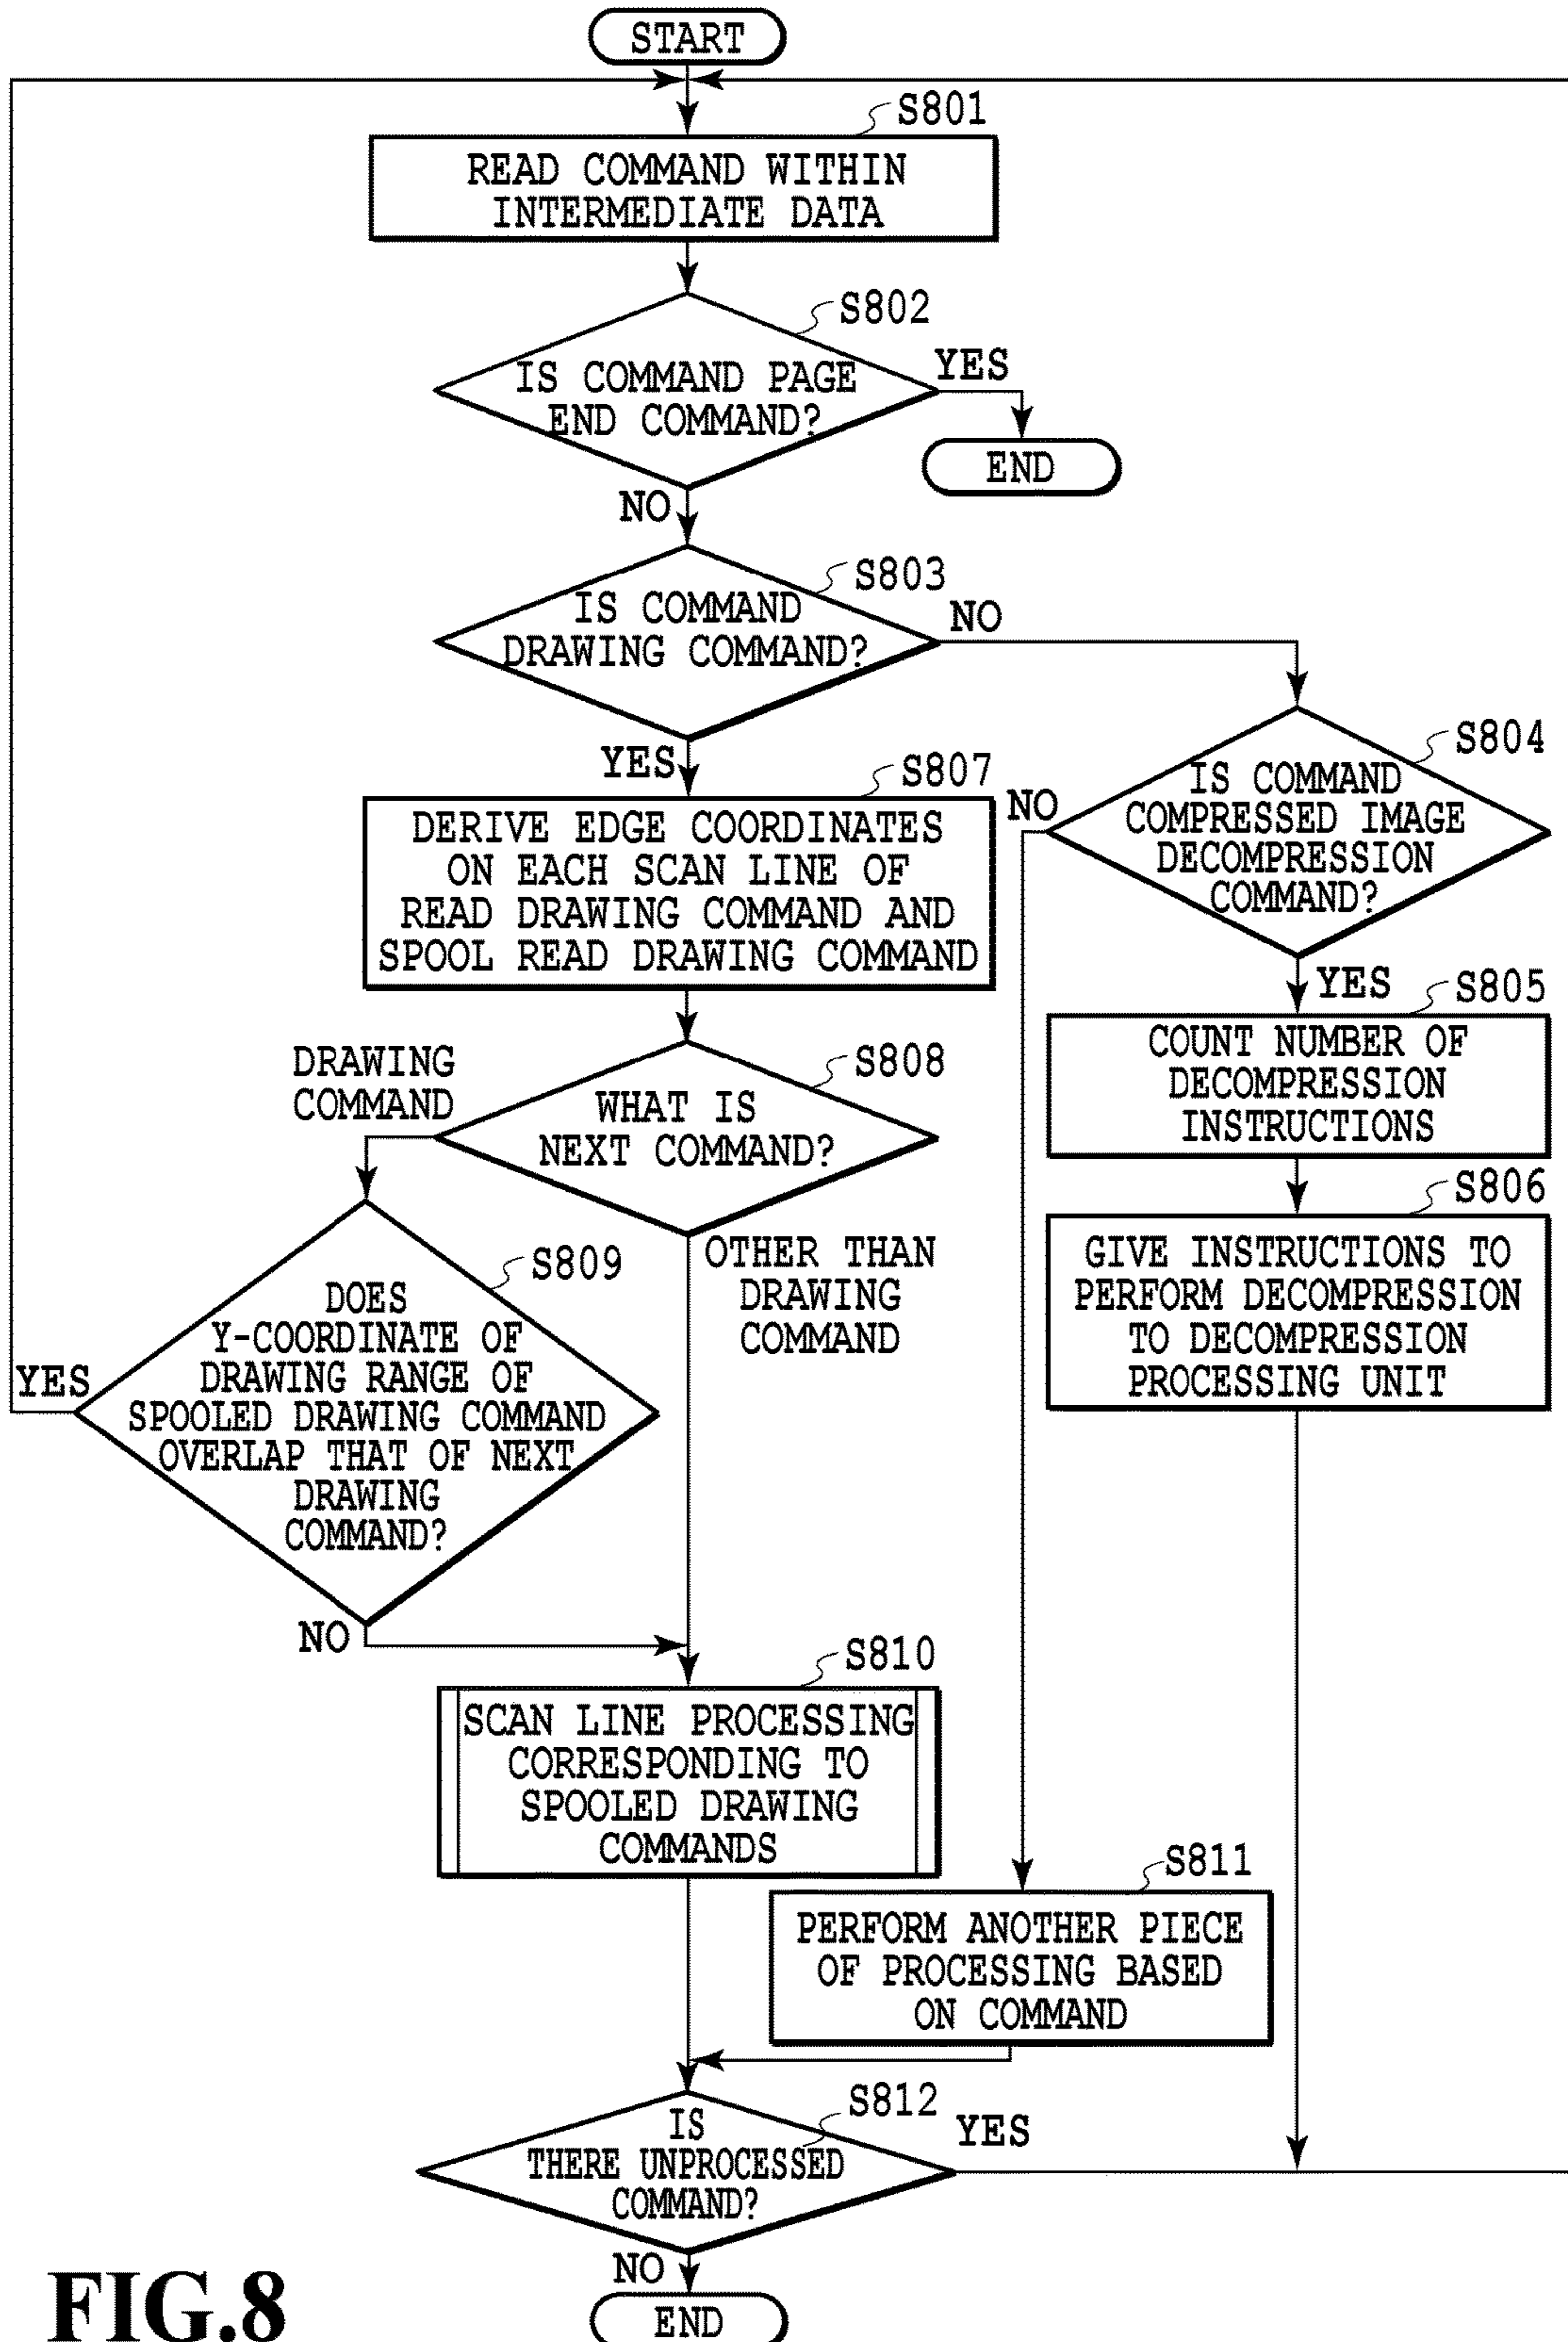 START
S801
READ COMMAND WITHIN
INTERMEDIATE DATA
S802
IS COMMAND PAGE
END COMMAND?
YES
END
NO
S803
IS COMMAND
DRAWING COMMAND?
NO
YES
S804
IS COMMAND
COMPRESSED IMAGE
DECOMPRESSION
COMMAND?
NO
YES
S807
DERIVE EDGE COORDINATES
ON EACH SCAN LINE OF
READ DRAWING COMMAND AND
SPOOL READ DRAWING COMMAND
S805
COUNT NUMBER OF
DECOMPRESSION
INSTRUCTIONS
S808
WHAT IS
NEXT COMMAND?
DRAWING
COMMAND
OTHER THAN
DRAWING
COMMAND
S806
GIVE INSTRUCTIONS TO
PERFORM DECOMPRESSION
TO DECOMPRESSION
PROCESSING UNIT
S809
DOES
Y-COORDINATE OF
DRAWING RANGE OF
SPOOLED DRAWING COMMAND
OVERLAP THAT OF NEXT
DRAWING
COMMAND?
YES
NO
S810
SCAN LINE PROCESSING
CORRESPONDING TO
SPOOLED DRAWING
COMMANDS
S811
PERFORM ANOTHER PIECE
OF PROCESSING BASED
ON COMMAND
S812
IS
THERE UNPROCESSED
COMMAND?
YES
NO
END
FIG.8